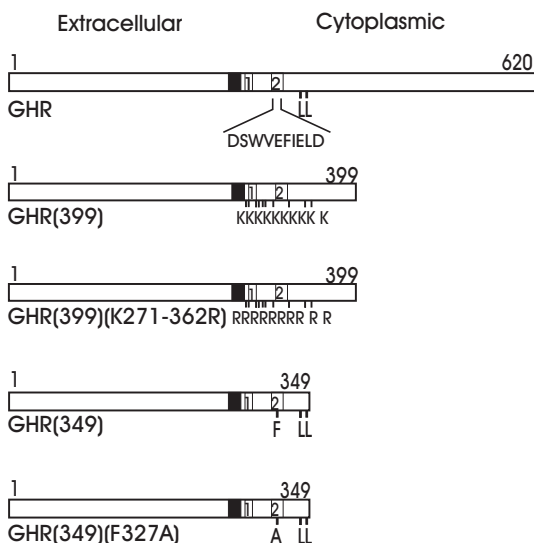 Extracellular Cytoplasmic
1 620
1 2
GHR LL
DSWVEFIELD
1 399
1 2
GHR(399) KKKKKKKKKK K
1 399
1 2
GHR(399)(K271-362R) RRRRRRRRR R R
1 349
1 2
GHR(349) F LL
1 349
1 2
GHR(349)(F327A) A LL